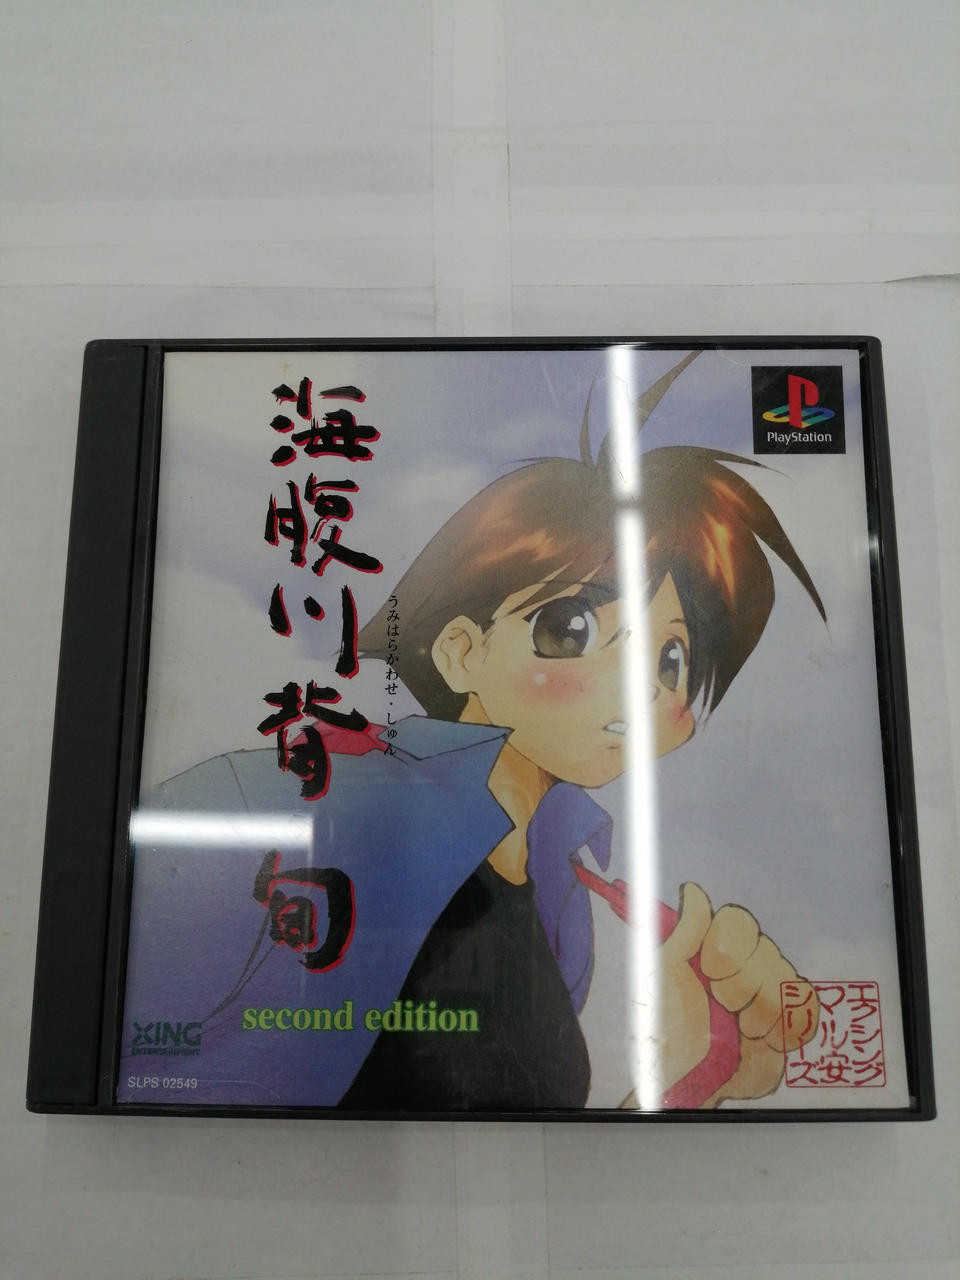 海腹川背
旬
うみはらかわせ・しゅん
second edition
PlayStation
XING
ENTERTAINMENT
SLPS 02549
エクシング
マル安
シリーズ